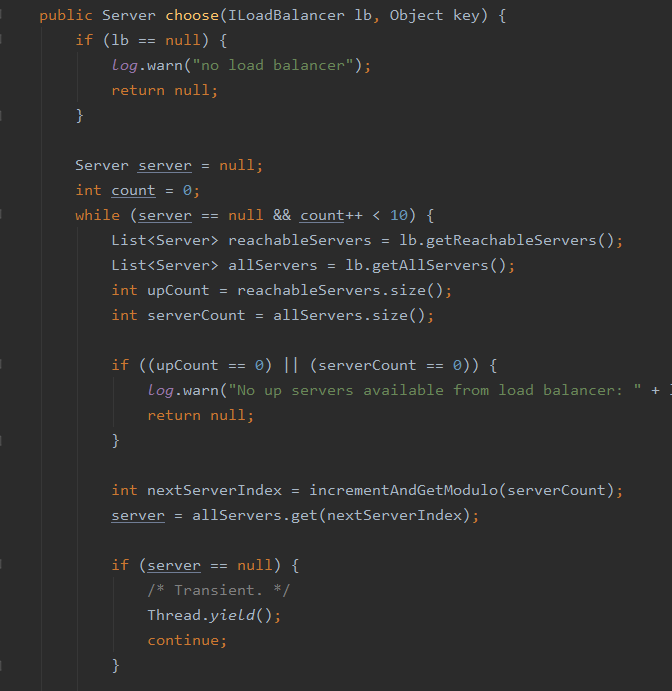 public Server choose(ILoadBalancer lb, Object key) {
if (lb == null) {
log.warn("no load balancer");
return null;
}
Server server = null;
int count = 0;
while (server == null && count++ < 10) {
List<Server> reachableServers = lb.getReachableServers();
List<Server> allServers = lb.getAllServers();
int upCount = reachableServers.size();
int serverCount = allServers.size();
if ((upCount == 0) || (serverCount == 0)) {
log.warn("No up servers available from load balancer: " +
return null;
}
int nextServerIndex = incrementAndGetModulo(serverCount);
server = allServers.get(nextServerIndex);
if (server == null) {
/* Transient. */
Thread.yield();
continue;
}